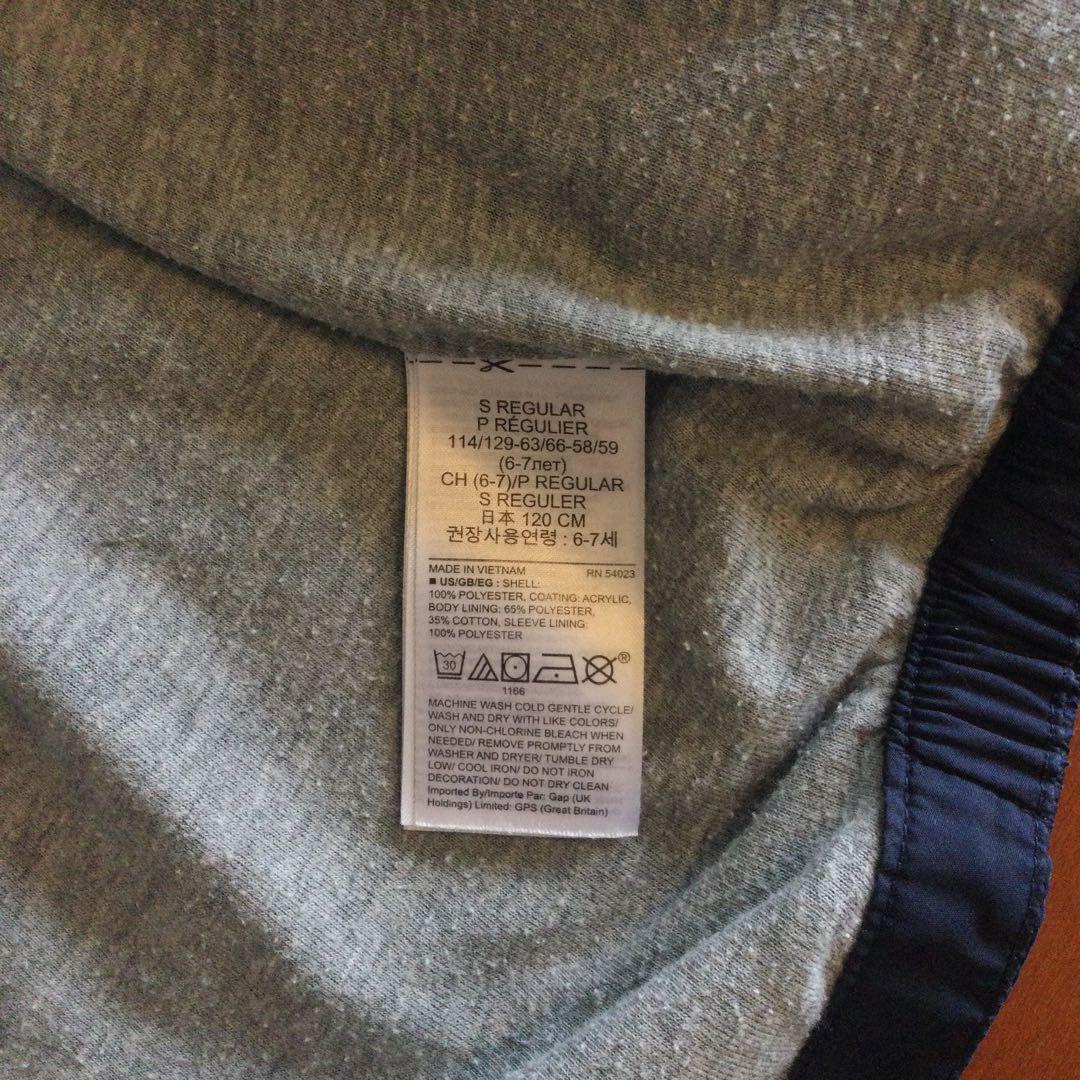 S REGULAR
P RÉGULIER
114/129-63/66-58/59
(6-7лет)
CH (6-7)/P REGULAR
S REGULER
日本 120 CM
권장사용연령 : 6-7세
MADE IN VIETNAM RN 54023
■ US/GB/EG : SHELL:
100% POLYESTER, COATING: ACRYLIC,
BODY LINING: 65% POLYESTER,
35% COTTON, SLEEVE LINING:
100% POLYESTER
30 ®
1166
MACHINE WASH COLD GENTLE CYCLE/
WASH AND DRY WITH LIKE COLORS/
ONLY NON-CHLORINE BLEACH WHEN
NEEDED/ REMOVE PROMPTLY FROM
WASHER AND DRYER/ TUMBLE DRY
LOW/ COOL IRON/ DO NOT IRON
DECORATION/ DO NOT DRY CLEAN
Imported By/Importe Par: Gap (UK
Holdings) Limited: GPS (Great Britain)